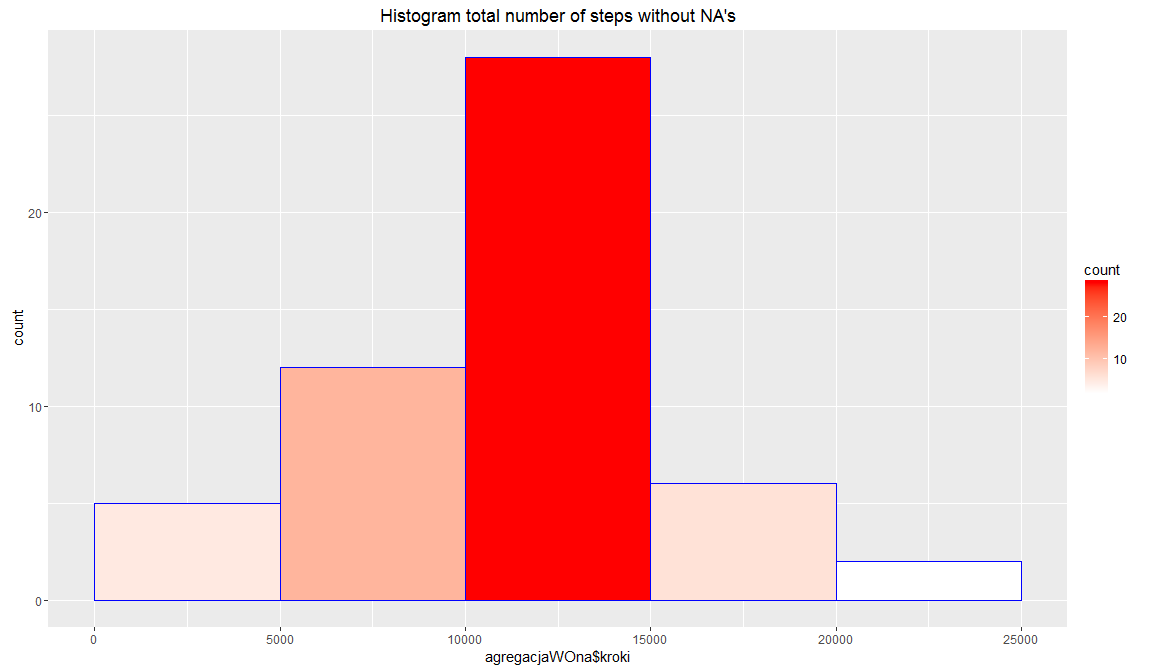 Histogram total number of steps without NA's
count
20
10
0
0 5000 10000 15000 20000 25000
agregacjaWOna$kroki
count
20
10